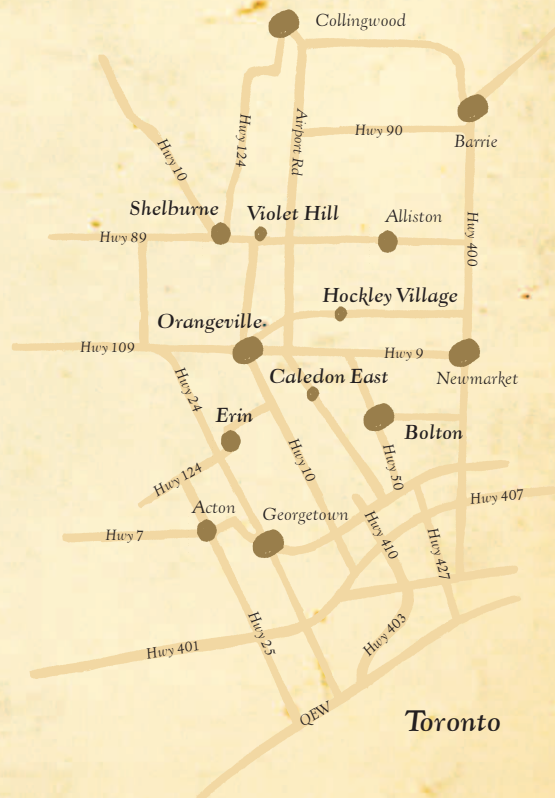 Collingwood
Airport Rd
Hwy 124
Hwy 90
Barrie
Hwy 10
Shelburne
Violet Hill
Alliston
Hwy 89
Hwy 400
Hockley Village
Orangeville
Hwy 109
Hwy 9
Newmarket
Caledon East
Hwy 24
Erin
Bolton
Hwy 10
Hwy 50
Hwy 124
Hwy 407
Acton
Georgetown
Hwy 7
Hwy 410
Hwy 427
Hwy 25
Hwy 403
Hwy 401
QEW
Toronto